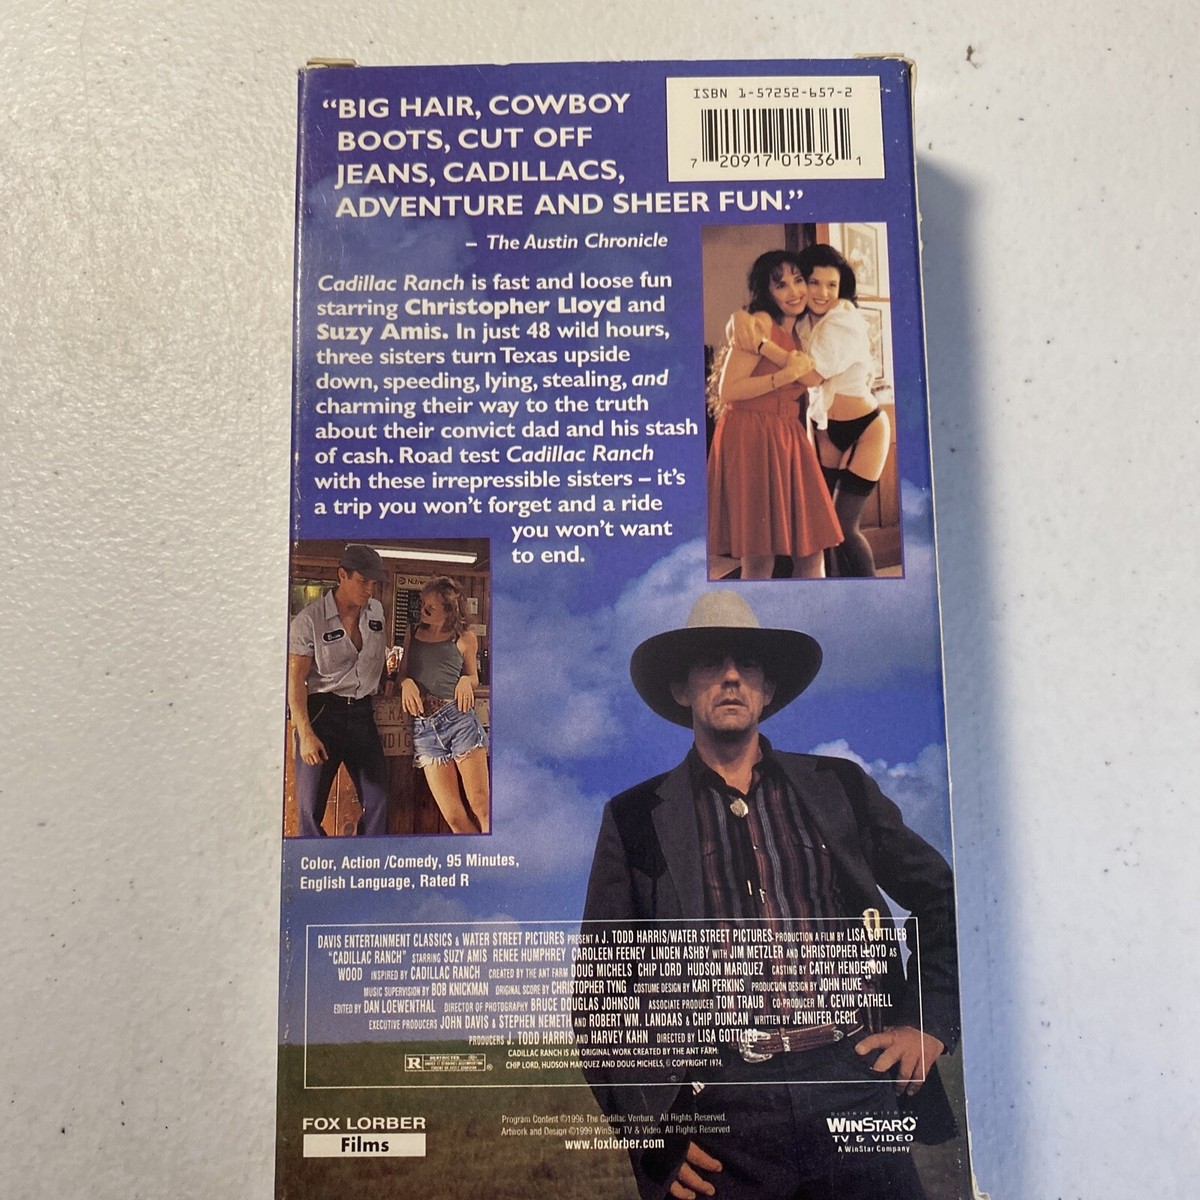 “BIG HAIR, COWBOY
BOOTS, CUT OFF
JEANS, CADILLACS,
ADVENTURE AND SHEER FUN.”
– The Austin Chronicle
ISBN 1-57252-657-2
7 20917 01536 1
Cadillac Ranch is fast and loose fun
starring Christopher Lloyd and
Suzy Amis. In just 48 wild hours,
three sisters turn Texas upside
down, speeding, lying, stealing, and
charming their way to the truth
about their convict dad and his stash
of cash. Road test Cadillac Ranch
with these irrepressible sisters – it’s
a trip you won’t forget and a ride
you won’t want
to end.
Color, Action /Comedy, 95 Minutes,
English Language, Rated R
DAVIS ENTERTAINMENT CLASSICS & WATER STREET PICTURES PRESENT A J. TODD HARRIS/WATER STREET PICTURES PRODUCTION A FILM BY LISA GOTTLIEB
"CADILLAC RANCH" STARRING SUZY AMIS RENEE HUMPHREY CAROLEEN FEENEY LINDEN ASHBY WITH JIM METZLER AND CHRISTOPHER LLOYD AS
WOOD INSPIRED BY CADILLAC RANCH CREATED BY THE ANT FARM DOUG MICHELS CHIP LORD HUDSON MARQUEZ CASTING BY CATHY HENDERSON
MUSIC SUPERVISION BY BOB KNICKMAN ORIGINAL SCORE BY CHRISTOPHER TYNG COSTUME DESIGN BY KARI PERKINS PRODUCTION DESIGN BY JOHN HUKE
EDITED BY DAN LOEWENTHAL DIRECTOR OF PHOTOGRAPHY BRUCE DOUGLAS JOHNSON ASSOCIATE PRODUCER TOM TRAUB CO-PRODUCER M. CEVIN CATHELL
EXECUTIVE PRODUCERS JOHN DAVIS & STEPHEN NEMETH AND ROBERT WM. LANDAAS & CHIP DUNCAN WRITTEN BY JENNIFER CECIL
PRODUCERS J. TODD HARRIS AND HARVEY KAHN DIRECTED BY LISA GOTTLIEB
CADILLAC RANCH IS AN ORIGINAL WORK CREATED BY THE ANT FARM:
CHIP LORD, HUDSON MARQUEZ AND DOUG MICHELS, © COPYRIGHT 1974.
R RESTRICTED ®
FOX LORBER
Films
Program Content ©1996 The Cadillac Venture. All Rights Reserved.
Artwork and Design ©1999 WinStar TV & Video. All Rights Reserved
www.foxlorber.com
DISTRIBUTED BY
WINSTAR
TV & VIDEO
A WinStar Company